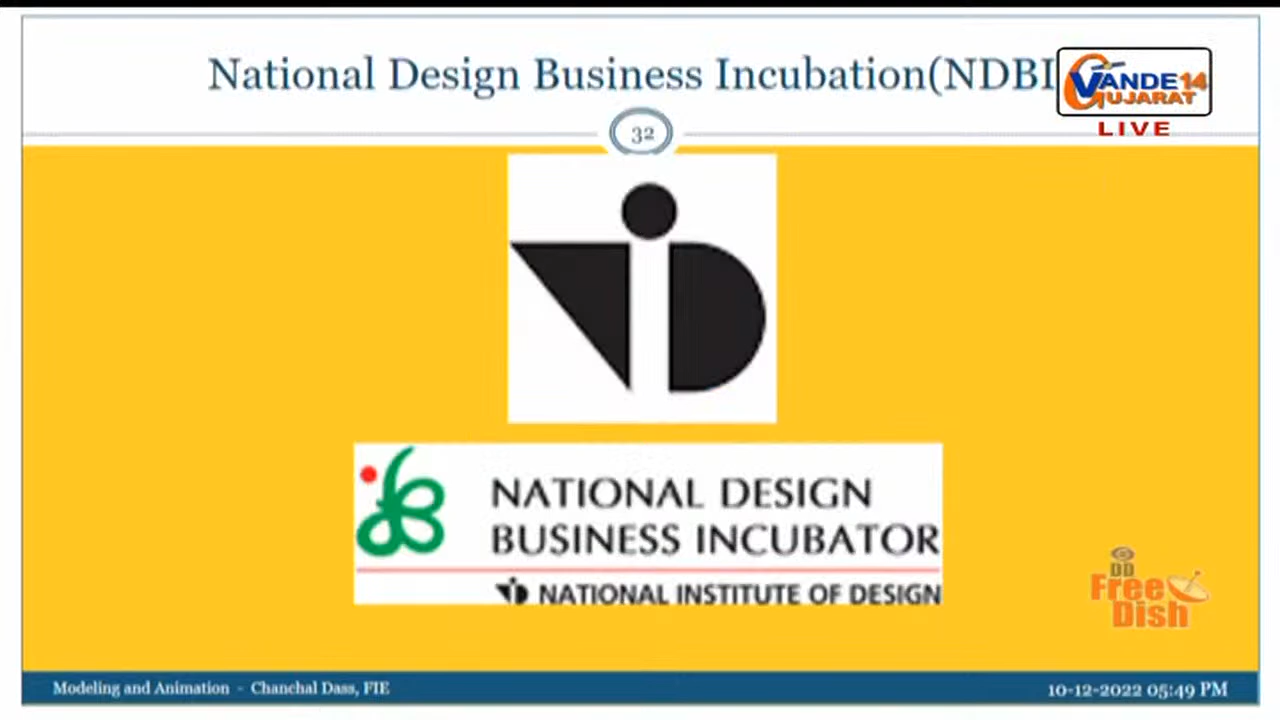 National Design Business Incubation(NDBI
VANDE 14
GUJARAT
LIVE
32
NATIONAL DESIGN
BUSINESS INCUBATOR
NATIONAL INSTITUTE OF DESIGN
DD
Free
Dish
Modeling and Animation - Chanchal Dass, FIE
10-12-2022 05:49 PM